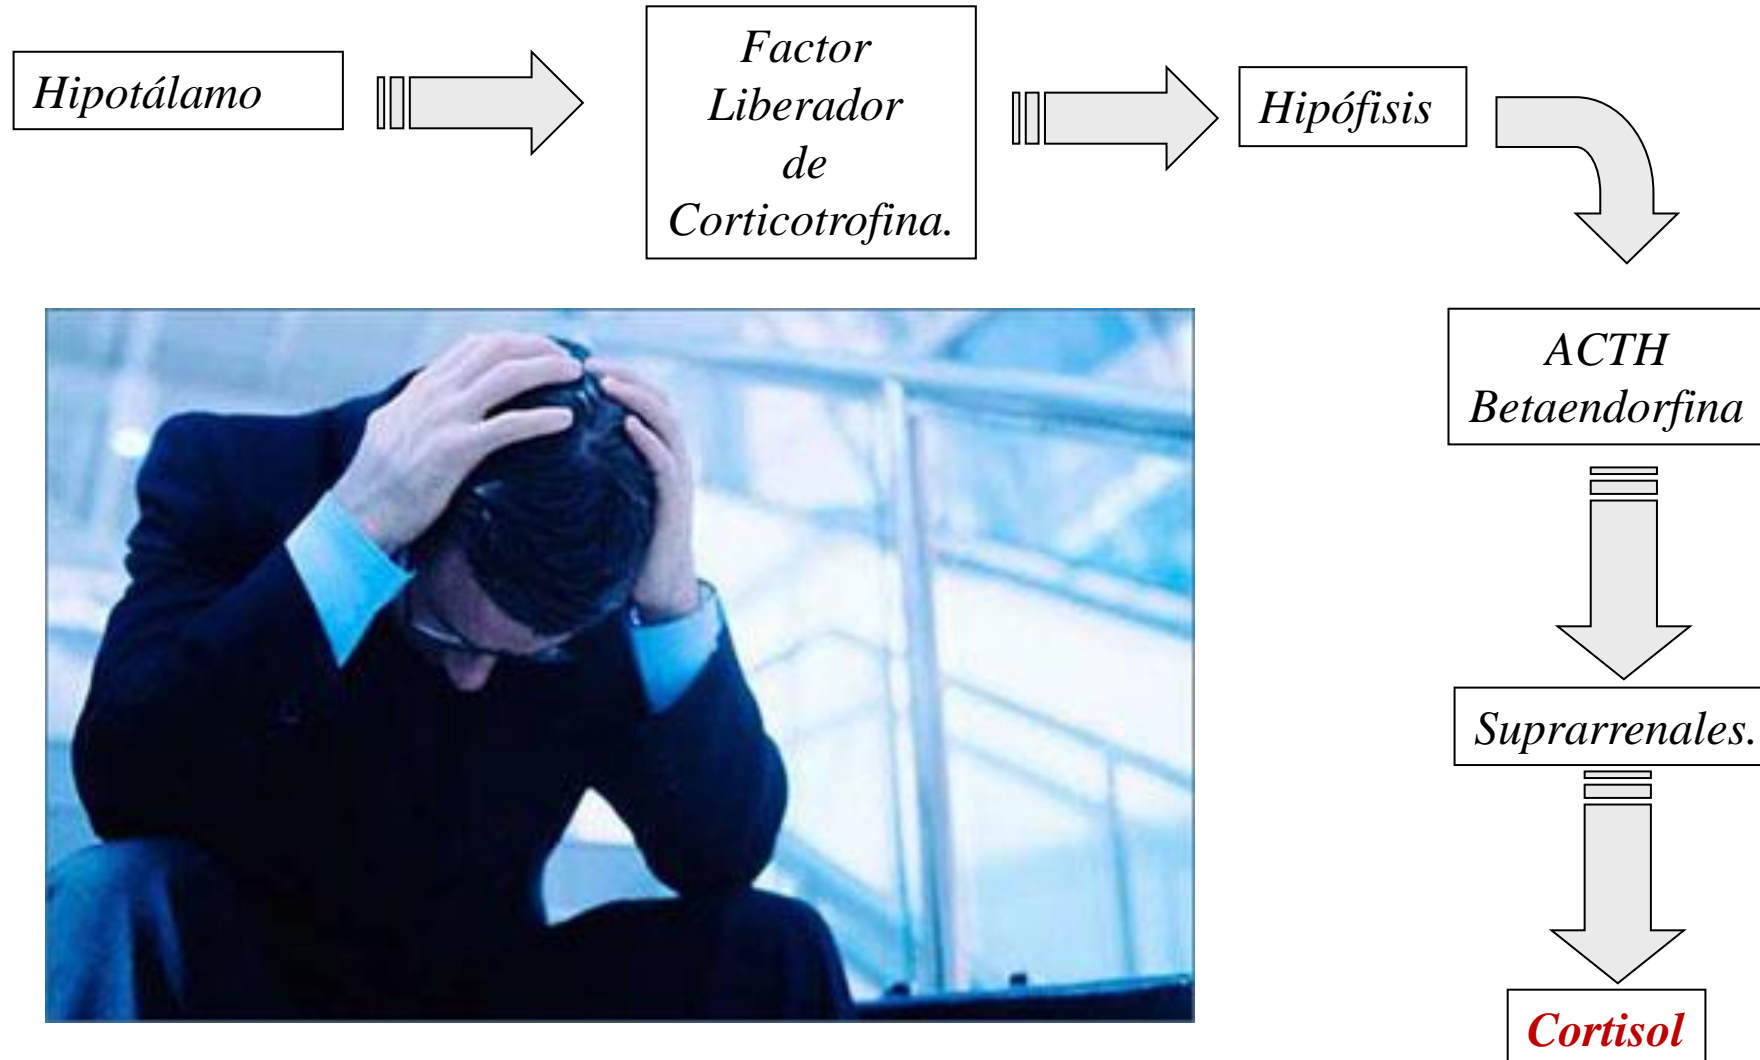 Hipotálamo
Factor
Liberador
de
Corticotrofina.
Hipófisis
ACTH
Betaendorfina
Suprarrenales.
Cortisol